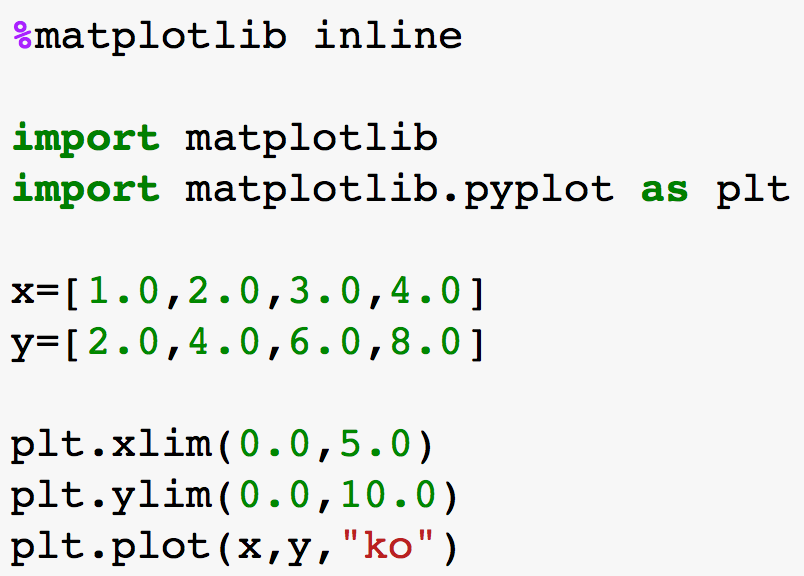 %matplotlib inline
import matplotlib
import matplotlib.pyplot as plt
x=[1.0,2.0,3.0,4.0]
y=[2.0,4.0,6.0,8.0]
plt.xlim(0.0,5.0)
plt.ylim(0.0,10.0)
plt.plot(x,y,"ko")